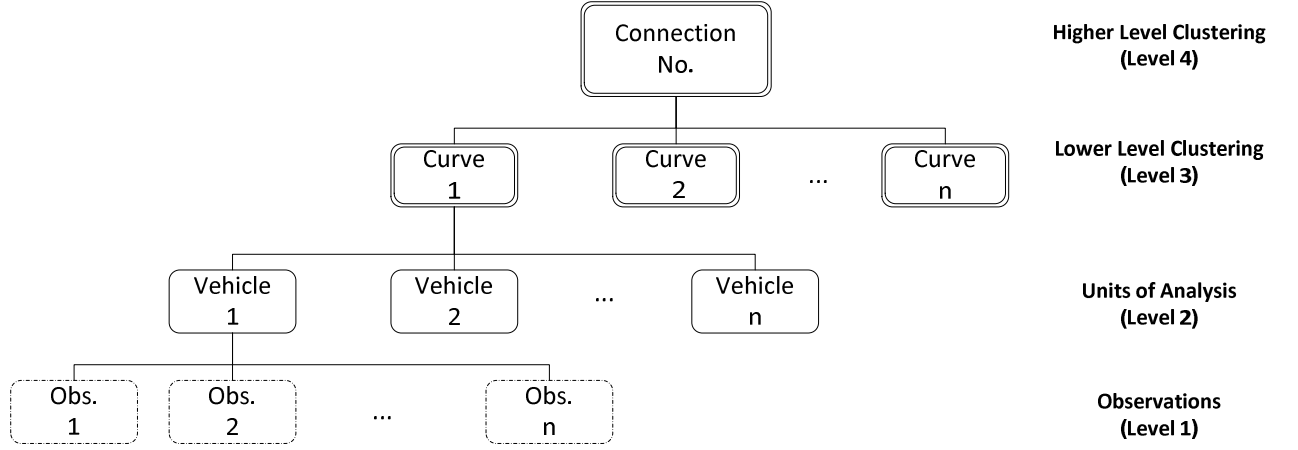 Connection
No.
Higher Level Clustering
(Level 4)
Curve
1
Curve
2
...
Curve
n
Lower Level Clustering
(Level 3)
Vehicle
1
Vehicle
2
...
Vehicle
n
Units of Analysis
(Level 2)
Obs.
1
Obs.
2
...
Obs.
n
Observations
(Level 1)